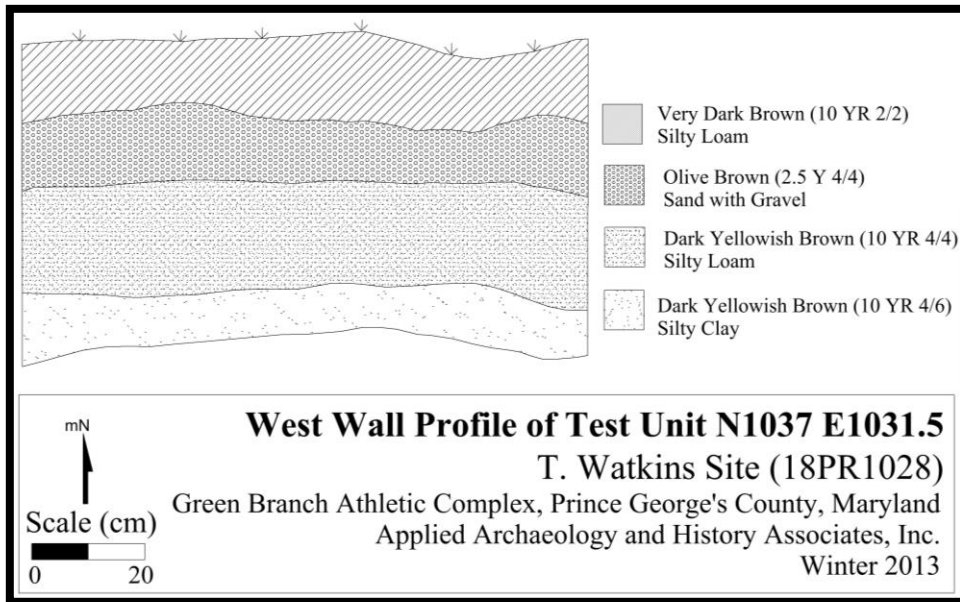 Very Dark Brown (10 YR 2/2)
Silty Loam
Olive Brown (2.5 Y 4/4)
Sand with Gravel
Dark Yellowish Brown (10 YR 4/4)
Silty Loam
Dark Yellowish Brown (10 YR 4/6)
Silty Clay
mN
Scale (cm)
0 20
West Wall Profile of Test Unit N1037 E1031.5
T. Watkins Site (18PR1028)
Green Branch Athletic Complex, Prince George's County, Maryland
Applied Archaeology and History Associates, Inc.
Winter 2013